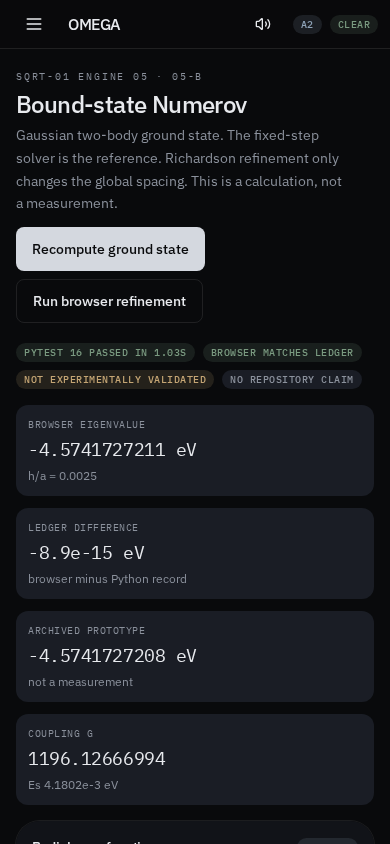 OMEGA
A2
CLEAR
SQRT-01 ENGINE 05 · 05-B
Bound-state Numerov
Gaussian two-body ground state. The fixed-step
solver is the reference. Richardson refinement only
changes the global spacing. This is a calculation, not
a measurement.
Recompute ground state
Run browser refinement
PYTEST 16 PASSED IN 1.03S
BROWSER MATCHES LEDGER
NOT EXPERIMENTALLY VALIDATED
NO REPOSITORY CLAIM
BROWSER EIGENVALUE
-4.5741727211 eV
h/a = 0.0025
LEDGER DIFFERENCE
-8.9e-15 eV
browser minus Python record
ARCHIVED PROTOTYPE
-4.5741727208 eV
not a measurement
COUPLING G
1196.12666994
Es 4.1802e-3 eV